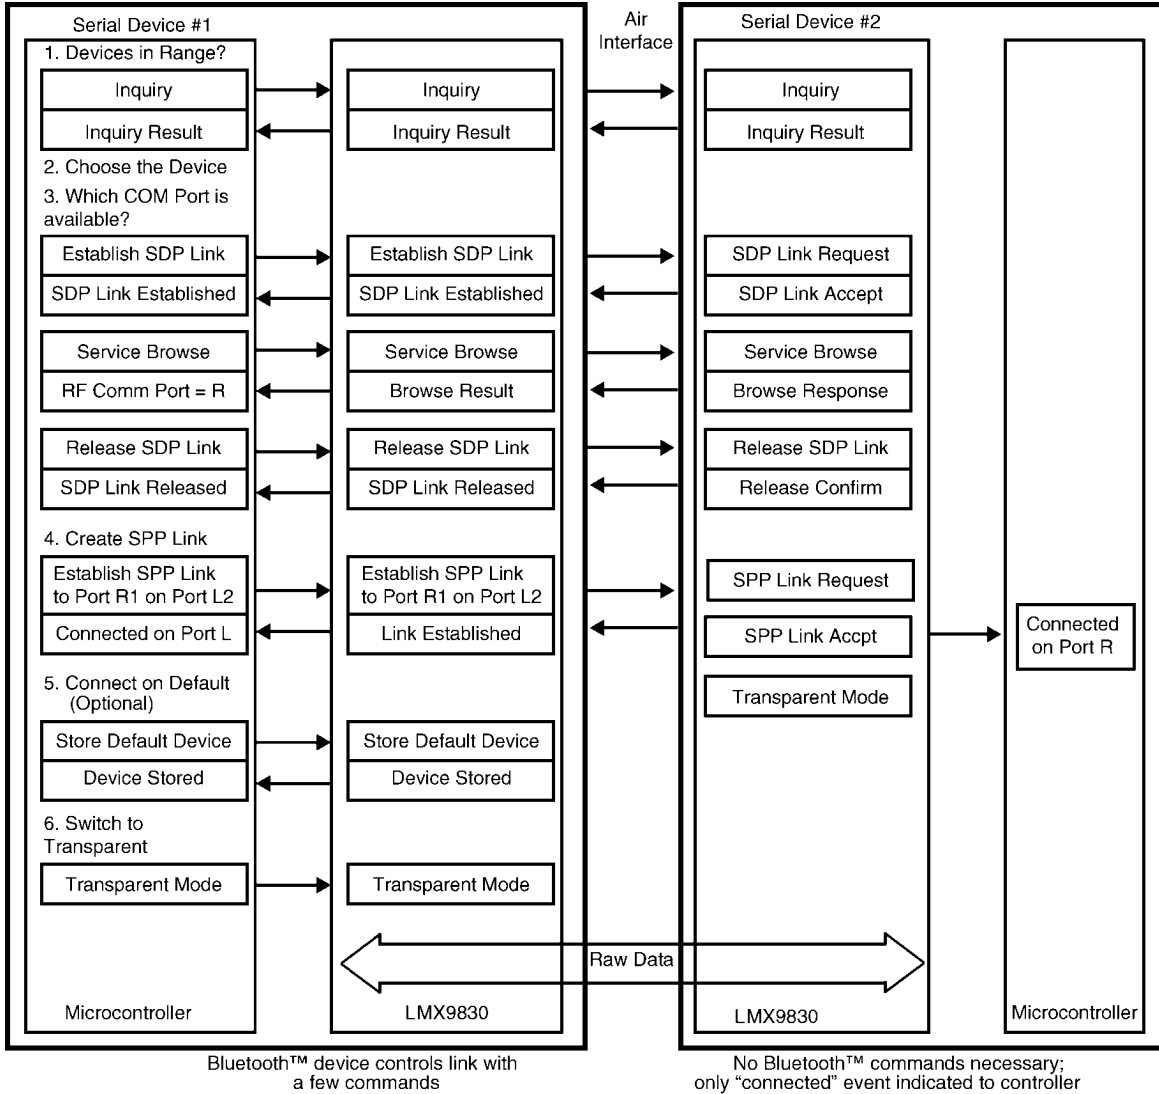 Serial Device #1
Air
Interface
Serial Device #2
1. Devices in Range?
Inquiry
Inquiry
Inquiry
Inquiry Result
Inquiry Result
Inquiry Result
2. Choose the Device
3. Which COM Port is
available?
Establish SDP Link
Establish SDP Link
SDP Link Request
SDP Link Established
SDP Link Established
SDP Link Accept
Service Browse
Service Browse
Service Browse
RF Comm Port = R
Browse Result
Browse Response
Release SDP Link
Release SDP Link
Release SDP Link
SDP Link Released
SDP Link Released
Release Confirm
4. Create SPP Link
Establish SPP Link
to Port R1 on Port L2
Establish SPP Link
to Port R1 on Port L2
SPP Link Request
Connected on Port L
Link Established
SPP Link Accpt
Connected
on Port R
5. Connect on Default
(Optional)
Transparent Mode
Store Default Device
Store Default Device
Device Stored
Device Stored
6. Switch to
Transparent
Transparent Mode
Transparent Mode
Raw Data
Microcontroller
LMX9830
LMX9830
Microcontroller
Bluetooth™ device controls link with
a few commands
No Bluetooth™ commands necessary;
only “connected” event indicated to controller